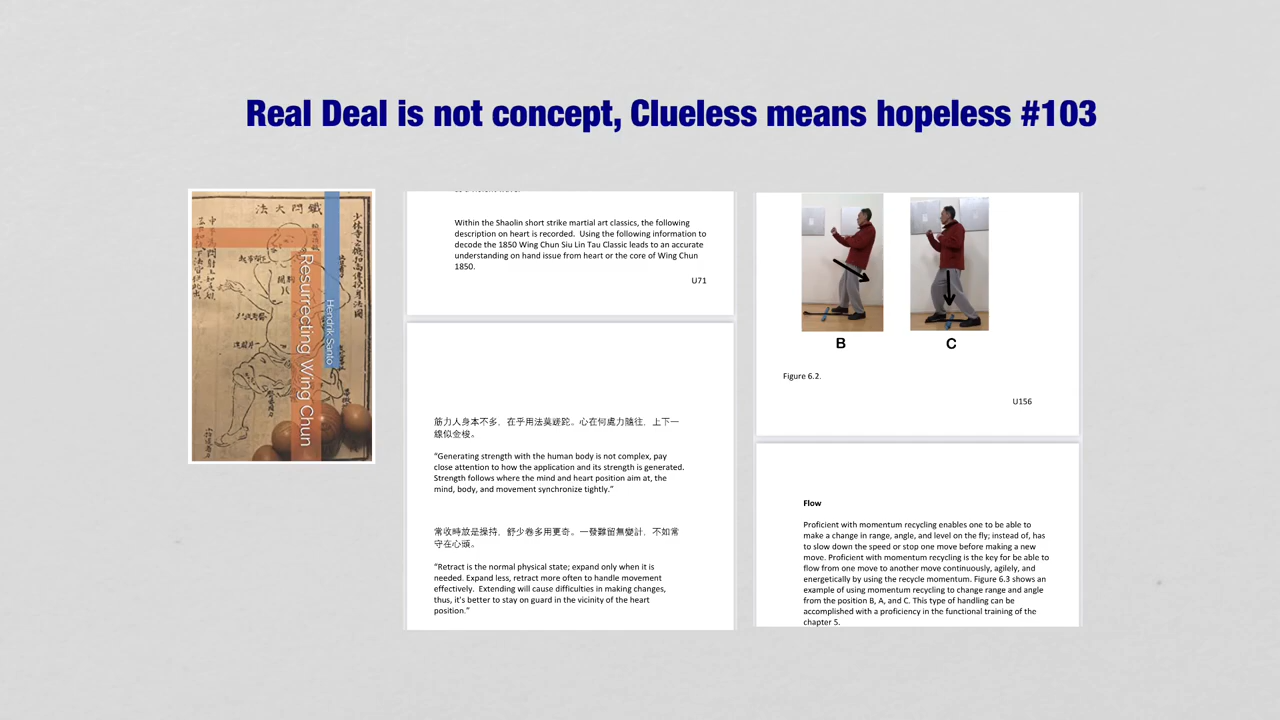 Real Deal is not concept, Clueless means hopeless #103
鐵問大法
Hendrik Santo
Resurrecting Wing Chun
Within the Shaolin short strike martial art classics, the following
description on heart is recorded.  Using the following information to
decode the 1850 Wing Chun Siu Lin Tau Classic leads to an accurate
understanding on hand issue from heart or the core of Wing Chun
1850.
U71
筋力人身本不多，在乎用法莫蹉跎。心在何處力隨往，上下一
線似金梭。
“Generating strength with the human body is not complex, pay
close attention to how the application and its strength is generated.
Strength follows where the mind and heart position aim at, the
mind, body, and movement synchronize tightly.”
常收時放是操持，舒少卷多用更奇。一發難留無變計，不如常
守在心頭。
“Retract is the normal physical state; expand only when it is
needed. Expand less, retract more often to handle movement
effectively.  Extending will cause difficulties in making changes,
thus, it’s better to stay on guard in the vicinity of the heart
position.”
B
C
Figure 6.2.
U156
Flow
Proficient with momentum recycling enables one to be able to
make a change in range, angle, and level on the fly; instead of, has
to slow down the speed or stop one move before making a new
move. Proficient with momentum recycling is the key for be able to
flow from one move to another move continuously, agilely, and
energetically by using the recycle momentum. Figure 6.3 shows an
example of using momentum recycling to change range and angle
from the position B, A, and C. This type of handling can be
accomplished with a proficiency in the functional training of the
chapter 5.